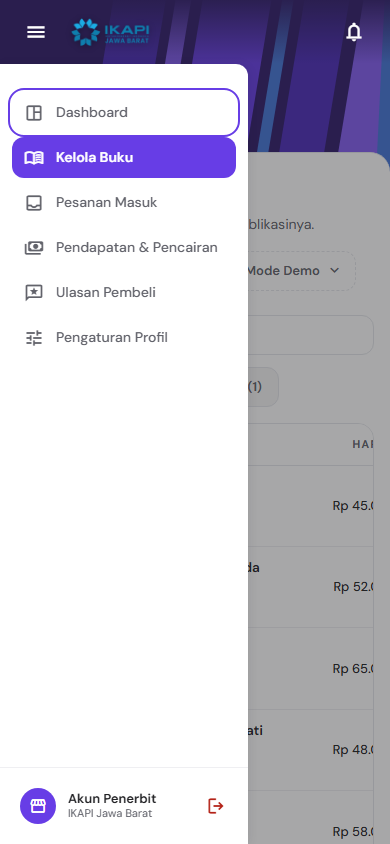 IKAPI
JAWA BARAT
Dashboard
Kelola Buku
blikasinya.
Pesanan Masuk
Pendapatan & Pencairan
Mode Demo
Ulasan Pembeli
Pengaturan Profil
(1)
HAI
Rp 45.0
da
Rp 52.0
Rp 65.0
ati
Rp 48.0
Rp 58.0
Akun Penerbit
IKAPI Jawa Barat